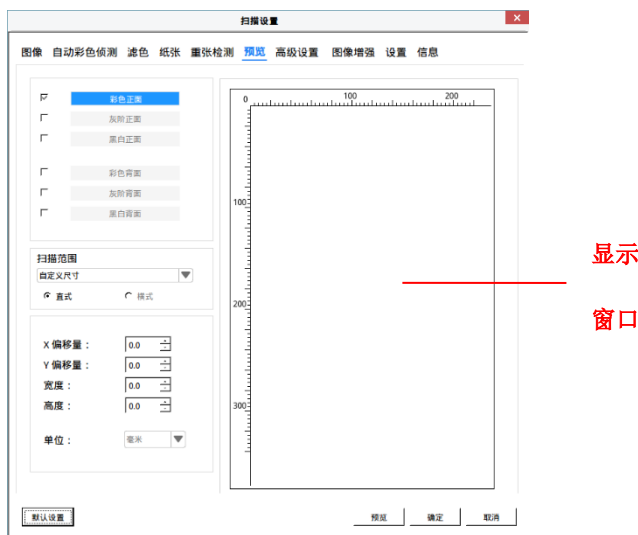 扫描设置
图像 自动彩色侦测 滤色 纸张 重张检测 预览 高级设置 图像增强 设置 信息
彩色正面
灰阶正面
黑白正面
彩色背面
灰阶背面
黑白背面
扫描范围
自定义尺寸
直式 横式
X 偏移量： 0.0
Y 偏移量： 0.0
宽度： 0.0
高度： 0.0
单位： 毫米
0 100 200
100
200
300
显示
窗口
默认设置 预览 确定 取消